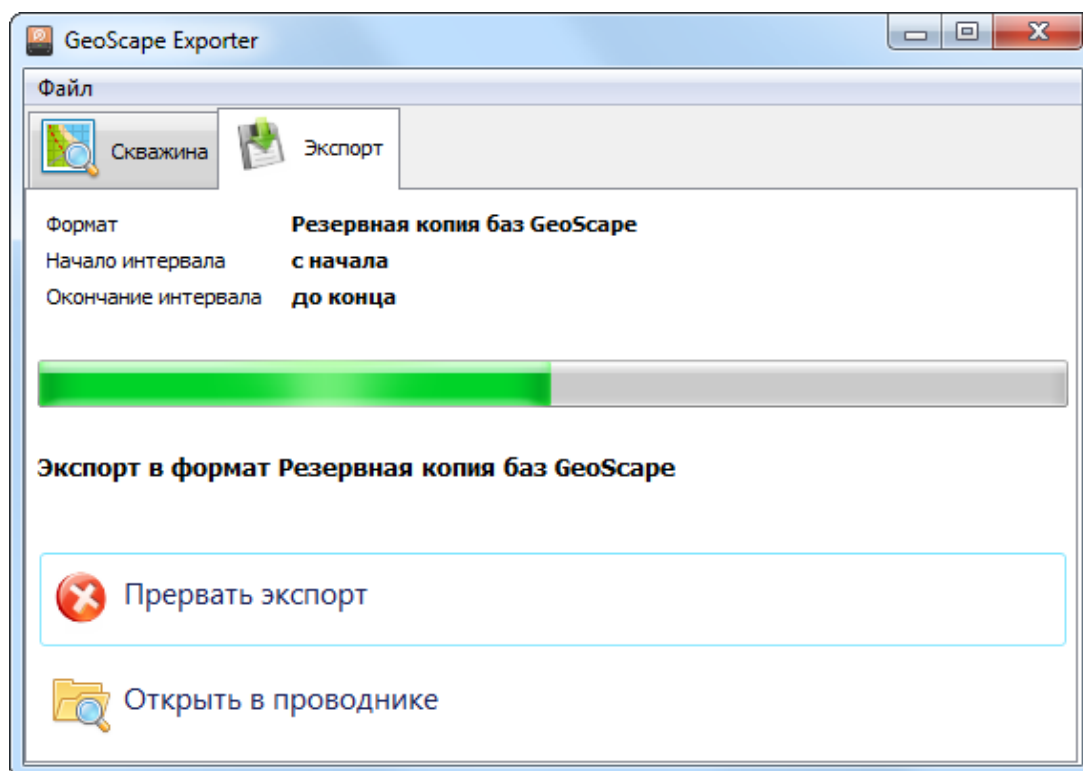 GeoScape Exporter
Файл
Скважина Экспорт
Формат Резервная копия баз GeoScape
Начало интервала с начала
Окончание интервала до конца
Экспорт в формат Резервная копия баз GeoScape
Прервать экспорт
Открыть в проводнике